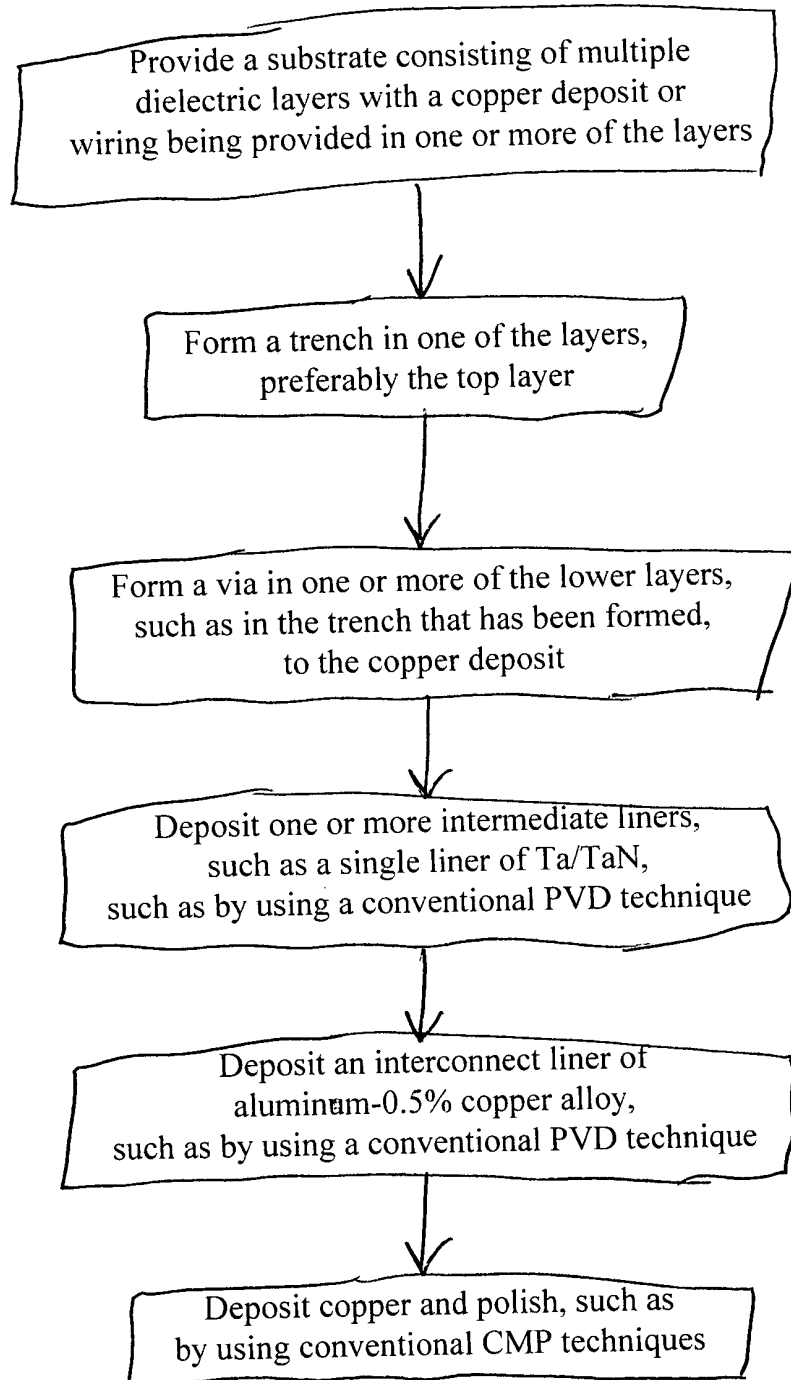 Provide a substrate consisting of multiple
dielectric layers with a copper deposit or
wiring being provided in one or more of the layers
Form a trench in one of the layers,
preferably the top layer
Form a via in one or more of the lower layers,
such as in the trench that has been formed,
to the copper deposit
Deposit one or more intermediate liners,
such as a single liner of Ta/TaN,
such as by using a conventional PVD technique
Deposit an interconnect liner of
aluminum-0.5% copper alloy,
such as by using a conventional PVD technique
Deposit copper and polish, such as
by using conventional CMP techniques